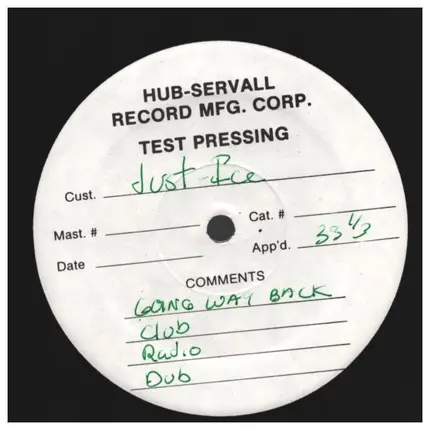 HUB-SERVALL
RECORD MFG. CORP.
TEST PRESSING
Cust. Just-Ice
Mast. #
Cat. #
Date
App'd. 33 1/3
COMMENTS
GOING WAY BACK
Club
Radio
Dub